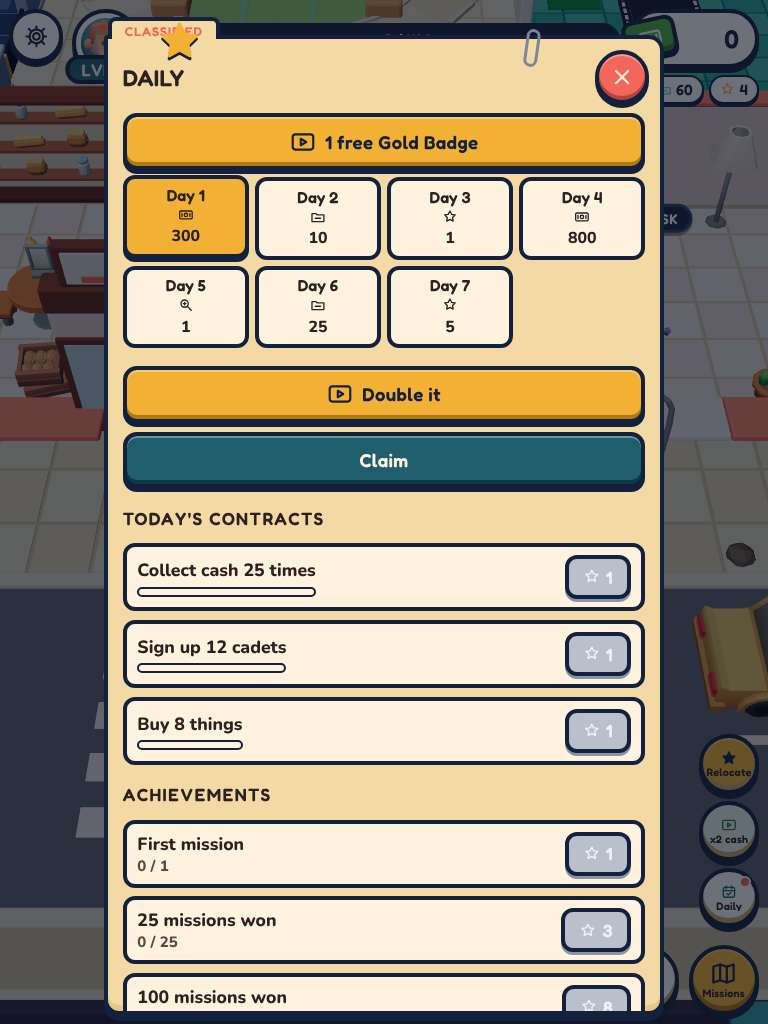 CLASSIFIED
0
LV
60
4
DAILY
1 free Gold Badge
Day 1
300
Day 2
10
Day 3
1
Day 4
800
SK
Day 5
1
Day 6
25
Day 7
5
Double it
Claim
TODAY'S CONTRACTS
Collect cash 25 times
1
Sign up 12 cadets
1
Buy 8 things
1
Relocate
ACHIEVEMENTS
x2 cash
First mission
0 / 1
1
Daily
25 missions won
0 / 25
3
Missions
100 missions won
8